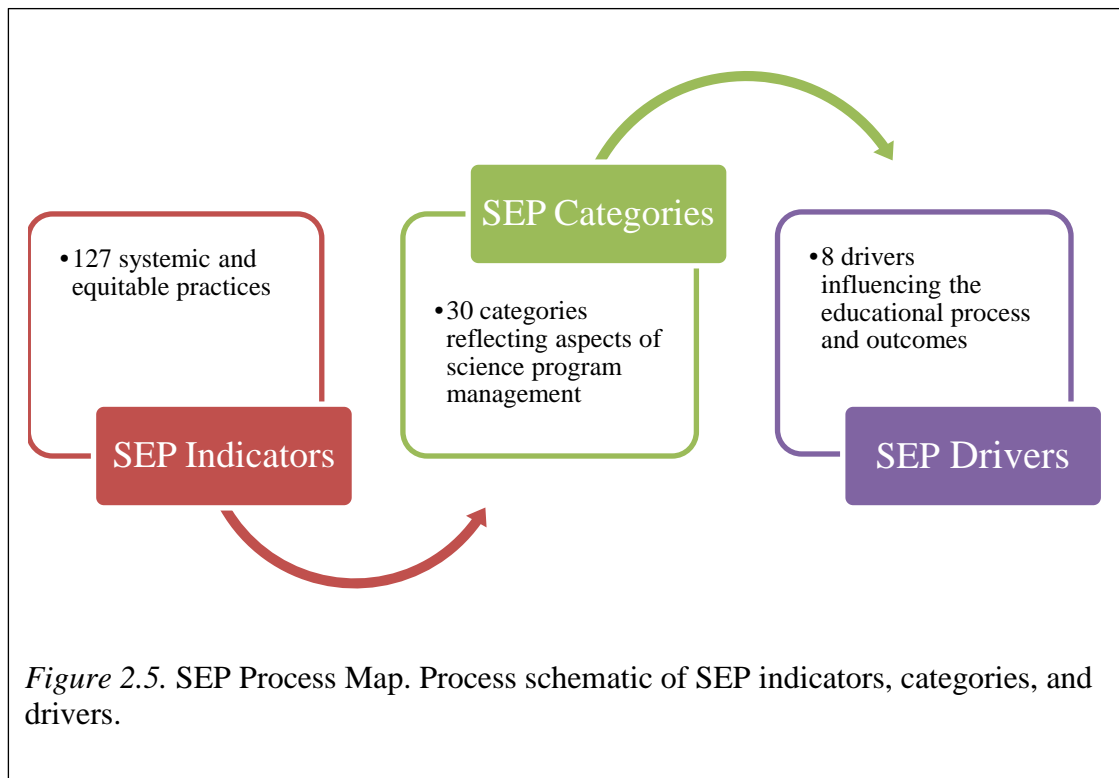 •127 systemic and
equitable practices
SEP Indicators
SEP Categories
•30 categories
reflecting aspects of
science program
management
•8 drivers
influencing the
educational process
and outcomes
SEP Drivers
Figure 2.5. SEP Process Map. Process schematic of SEP indicators, categories, and
drivers.